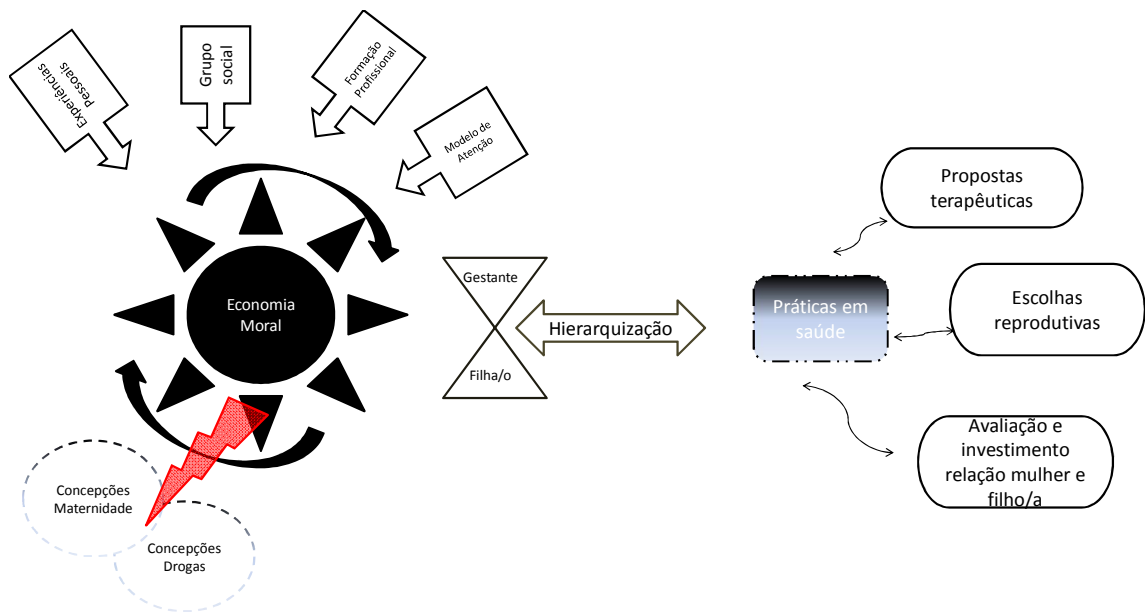 Experiências
Pessoais
Grupo
social
Formação
Profissional
Modelo de
Atenção
Economia
Moral
Gestante
Filha/o
Hierarquização
Práticas em
saúde
Propostas
terapêuticas
Escolhas
reprodutivas
Avaliação e
investimento
relação mulher e
filho/a
Concepções
Maternidade
Concepções
Drogas